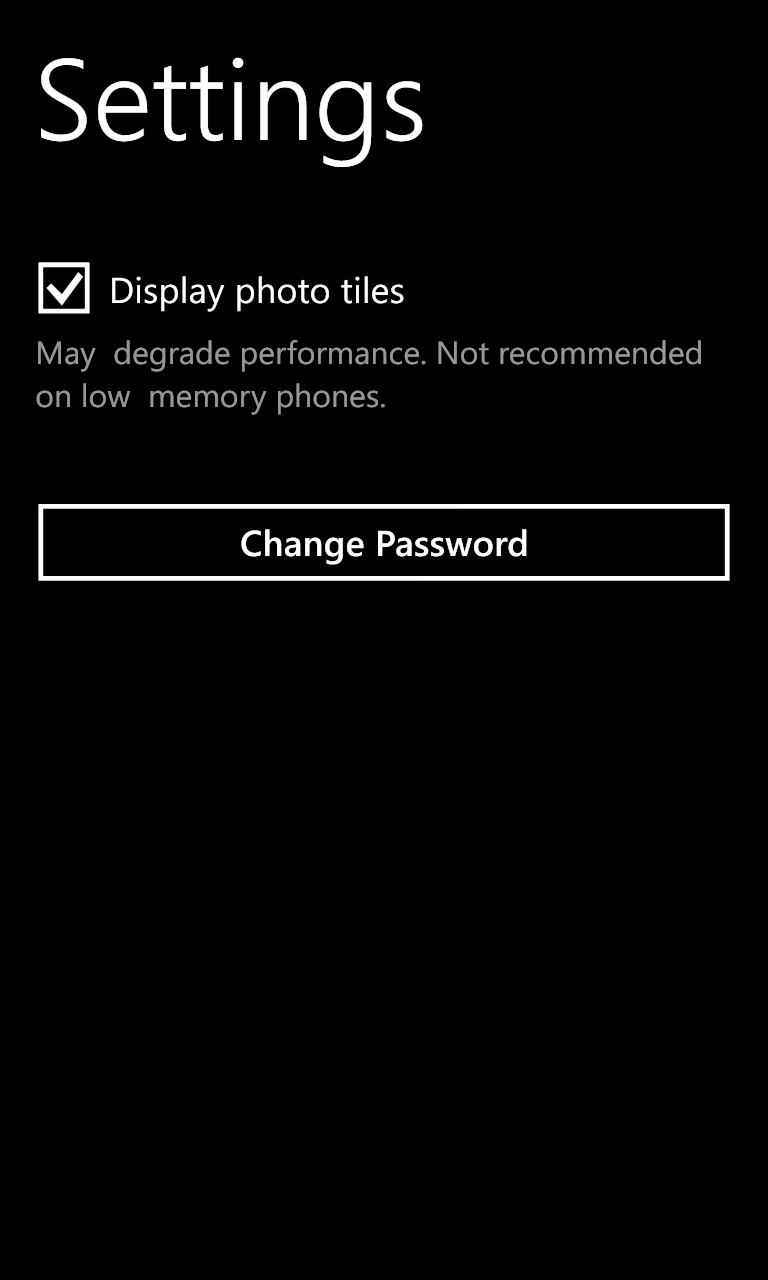 Settings
Display photo tiles
May  degrade performance. Not recommended
on low  memory phones.
Change Password